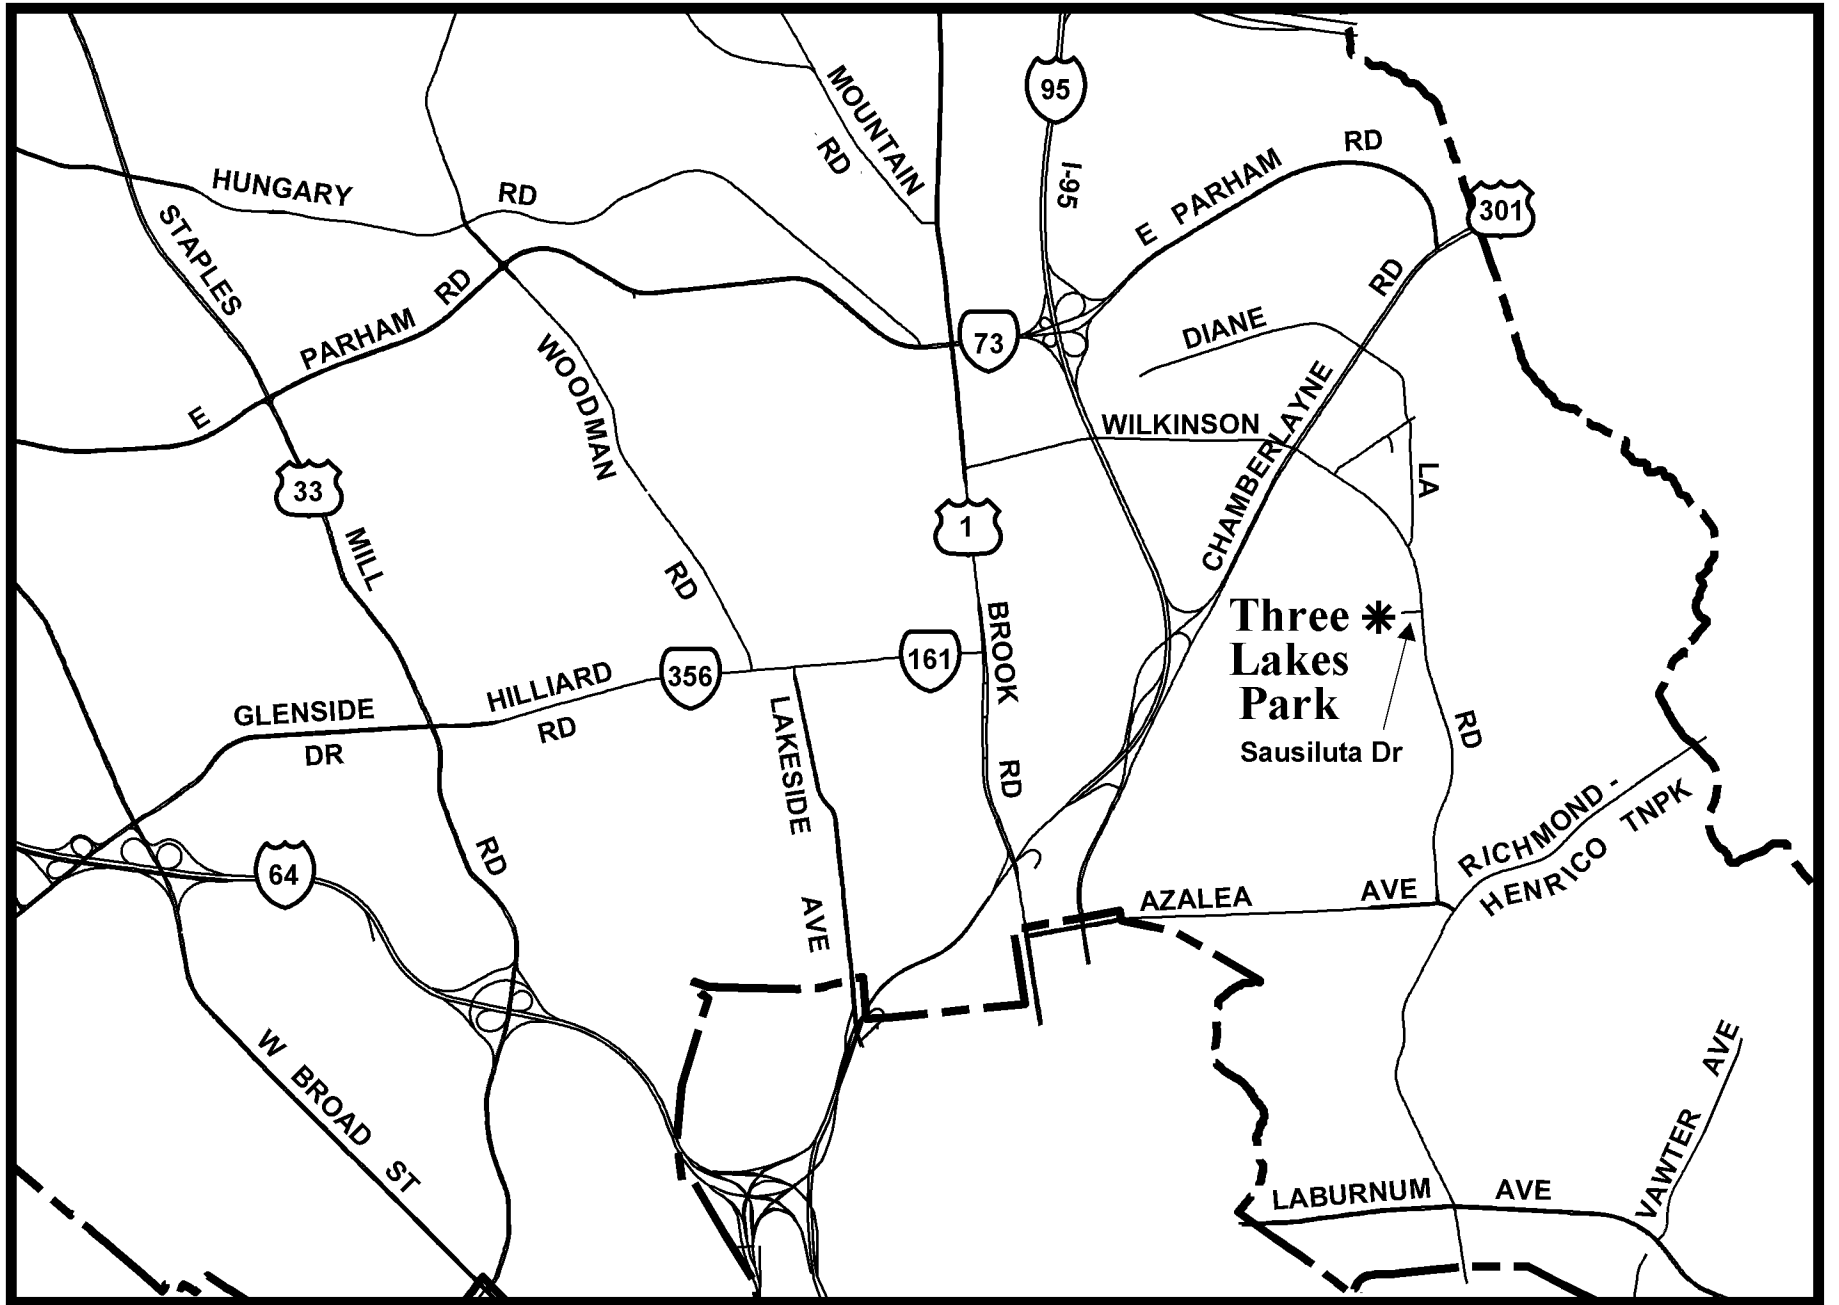 MOUNTAIN
RD
95
I-95
E PARHAM RD
301
HUNGARY RD
STAPLES
E PARHAM RD
73
DIANE
RD
WOODMAN
WILKINSON
CHAMBERLAYNE
LA
33
1
MILL
RD
BROOK
Three
Lakes
Park
Sausiluta Dr
356
161
HILLIARD
RD
GLENSIDE
DR
LAKESIDE
RD
RD
RICHMOND -
HENRICO TNPK
RD
64
AVE
AZALEA AVE
W BROAD ST
VAWTER AVE
LABURNUM AVE